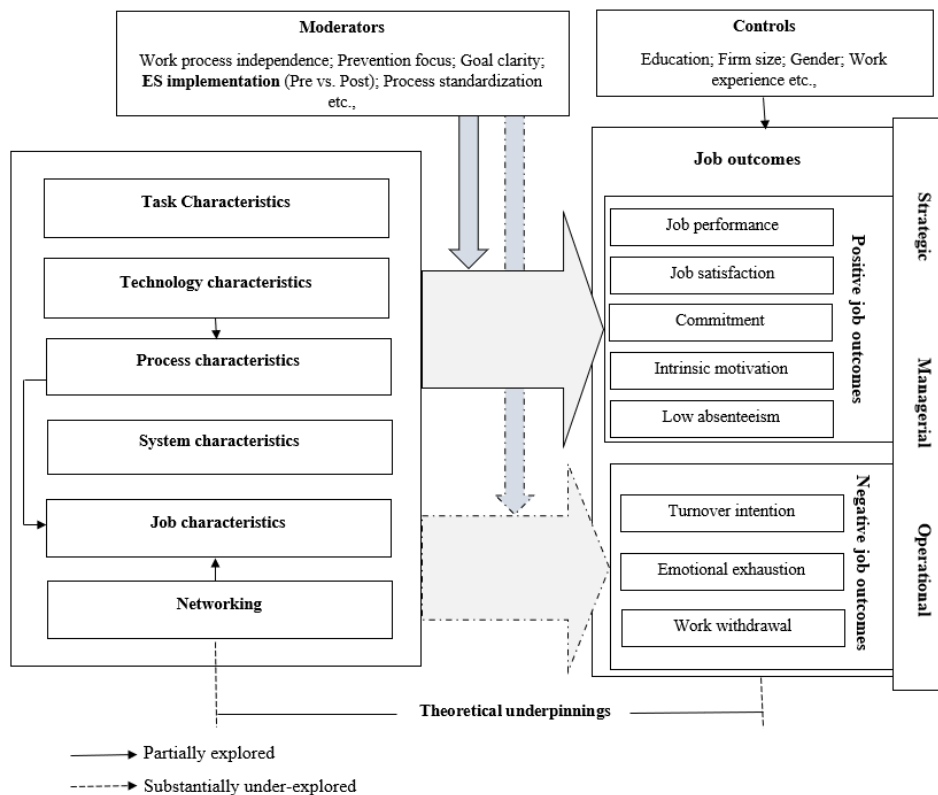 Moderators
Work process independence; Prevention focus; Goal clarity;
ES implementation (Pre vs. Post); Process standardization
etc.,
Controls
Education; Firm size; Gender; Work
experience etc.,
Task Characteristics
Technology characteristics
Process characteristics
System characteristics
Job characteristics
Networking
Job outcomes
Job performance
Job satisfaction
Commitment
Intrinsic motivation
Low absenteeism
Positive job outcomes
Turnover intention
Emotional exhaustion
Work withdrawal
Negative job outcomes
Strategic
Managerial
Operational
Theoretical underpinnings
Partially explored
Substantially under-explored